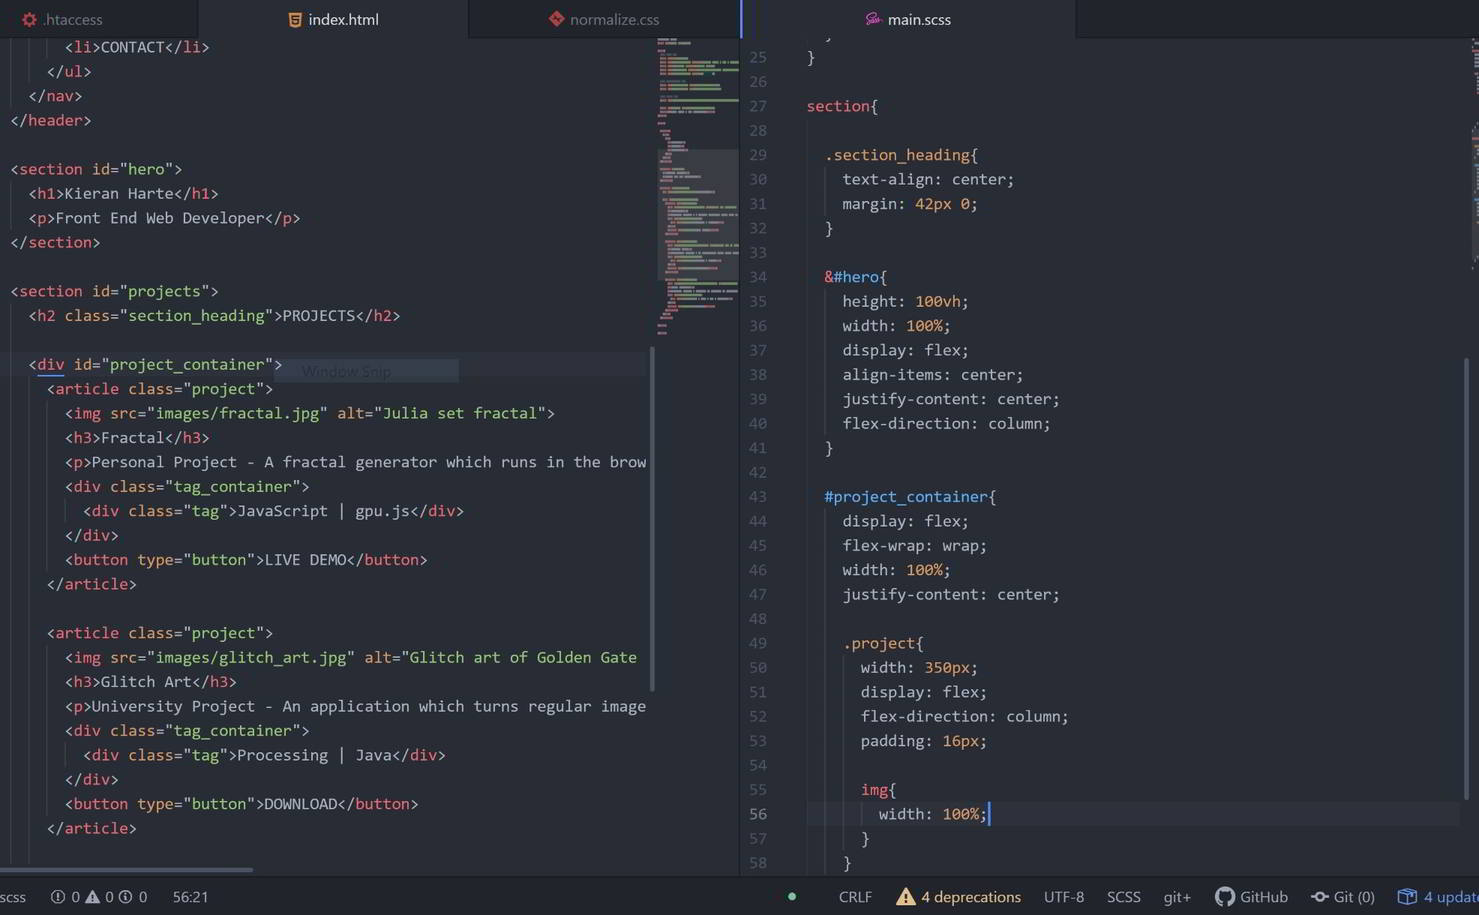 .htaccess
index.html
normalize.css
main.scss
<li>CONTACT</li>
</ul>
</nav>
</header>
<section id="hero">
<h1>Kieran Harte</h1>
<p>Front End Web Developer</p>
</section>
<section id="projects">
<h2 class="section_heading">PROJECTS</h2>
<div id="project_container">
Window Snip
<article class="project">
<img src="images/fractal.jpg" alt="Julia set fractal">
<h3>Fractal</h3>
<p>Personal Project - A fractal generator which runs in the brow
<div class="tag_container">
<div class="tag">JavaScript | gpu.js</div>
</div>
<button type="button">LIVE DEMO</button>
</article>
<article class="project">
<img src="images/glitch_art.jpg" alt="Glitch art of Golden Gate
<h3>Glitch Art</h3>
<p>University Project - An application which turns regular image
<div class="tag_container">
<div class="tag">Processing | Java</div>
</div>
<button type="button">DOWNLOAD</button>
</article>
25 }
26
27 section{
28
29 .section_heading{
30 text-align: center;
31 margin: 42px 0;
32 }
33
34 &#hero{
35 height: 100vh;
36 width: 100%;
37 display: flex;
38 align-items: center;
39 justify-content: center;
40 flex-direction: column;
41 }
42
43 #project_container{
44 display: flex;
45 flex-wrap: wrap;
46 width: 100%;
47 justify-content: center;
48
49 .project{
50 width: 350px;
51 display: flex;
52 flex-direction: column;
53 padding: 16px;
54
55 img{
56 width: 100%;
57 }
58 }
scss 0 0 0 56:21 CRLF 4 deprecations UTF-8 SCSS git+ GitHub Git (0) 4 updat